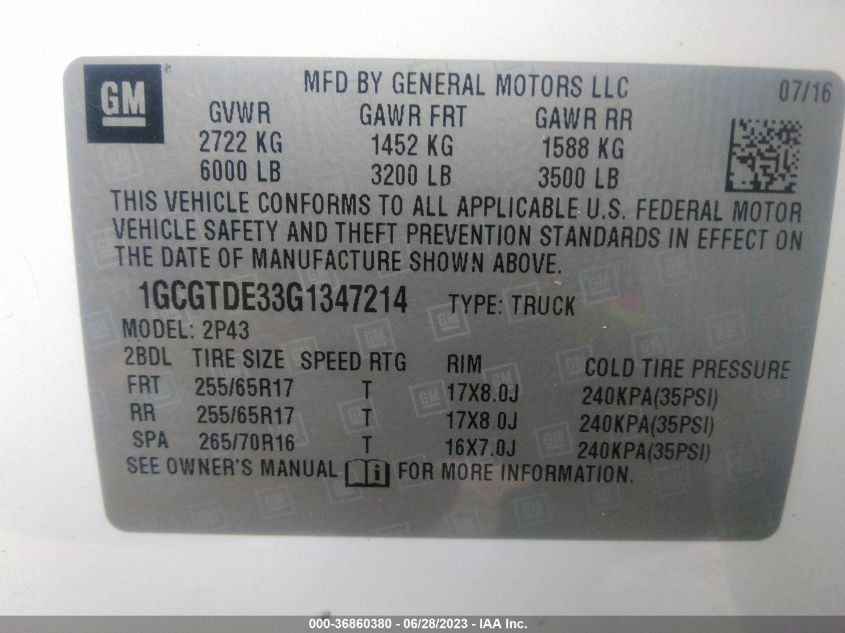 GM ® MFD BY GENERAL MOTORS LLC 07/16
GVWR GAWR FRT GAWR RR
2722 KG 1452 KG 1588 KG
6000 LB 3200 LB 3500 LB
THIS VEHICLE CONFORMS TO ALL APPLICABLE U.S. FEDERAL MOTOR
VEHICLE SAFETY AND THEFT PREVENTION STANDARDS IN EFFECT ON
THE DATE OF MANUFACTURE SHOWN ABOVE.
1GCGTDE33G1347214 TYPE: TRUCK
MODEL: 2P43
2BDL TIRE SIZE SPEED RTG RIM COLD TIRE PRESSURE
FRT 255/65R17 T 17X8.0J 240KPA(35PSI)
RR 255/65R17 T 17X8.0J 240KPA(35PSI)
SPA 265/70R16 T 16X7.0J 240KPA(35PSI)
SEE OWNER'S MANUAL i FOR MORE INFORMATION.
000-36860380 - 06/28/2023 - IAA Inc.